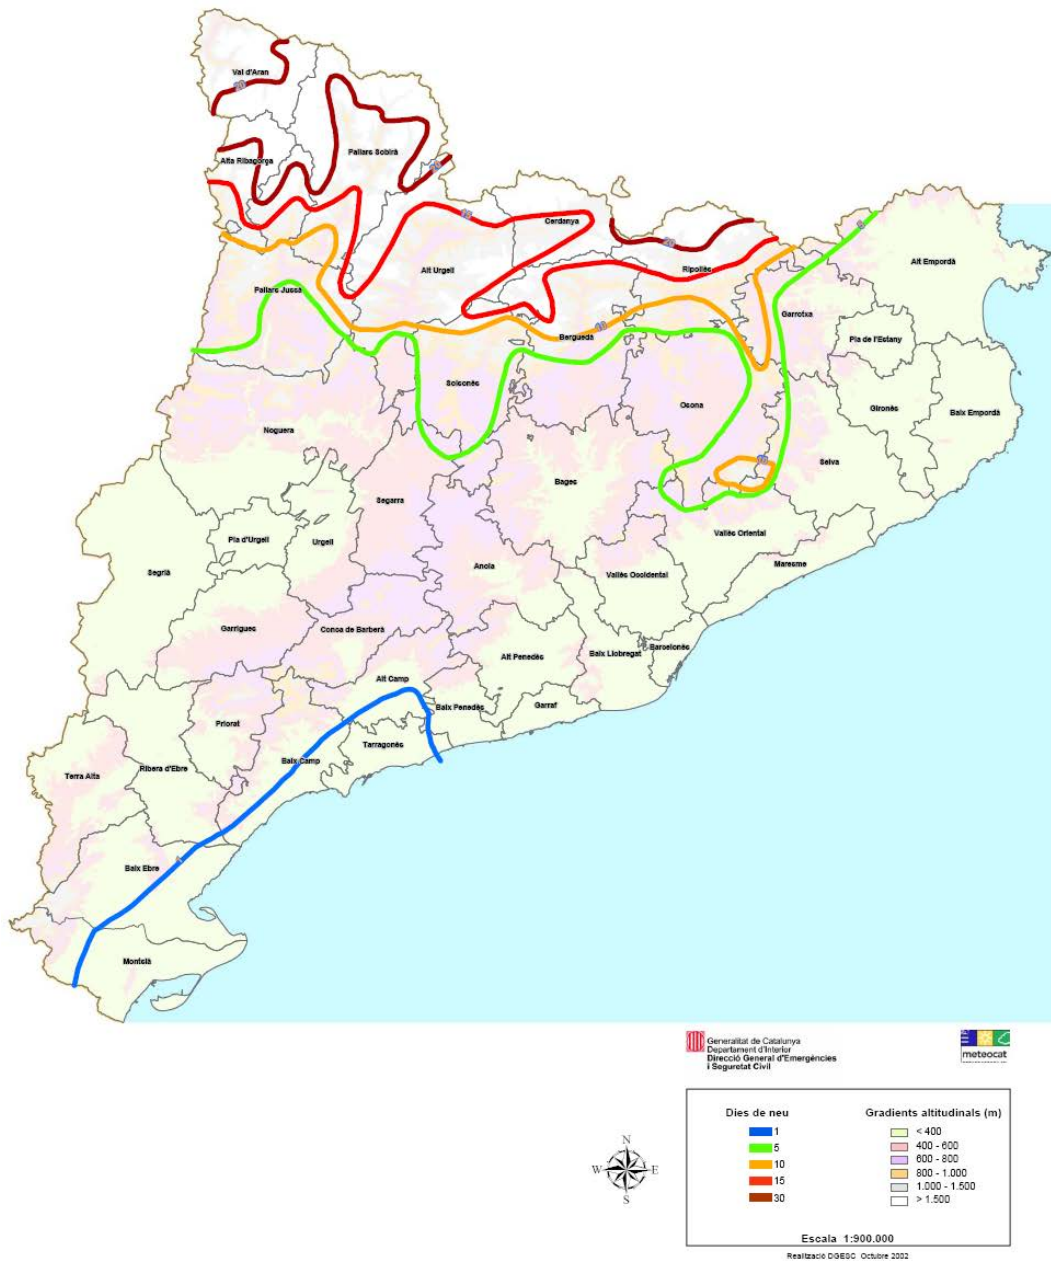 Val d'Aran
Alta Ribagorça
Pallars Sobirà
Cerdanya
Alt Urgell
Ripollès
Alt Empordà
Pallars Jussà
Garrotxa
Berguedà
10
Pla de l'Estany
Solsonès
Osona
Gironès
Baix Empordà
Noguera
Selva
Bages
Segarra
Vallès Oriental
Pla d'Urgell
Urgell
Anoia
Maresme
Segrià
Vallès Occidental
Garrigues
Conca de Barberà
Barcelonès
Baix Llobregat
Alt Penedès
Alt Camp
Baix Penedès
Garraf
Priorat
Tarragonès
Baix Camp
Ribera d'Ebre
Terra Alta
Baix Ebre
Montsià
Generalitat de Catalunya
Departament d'Interior
Direcció General d'Emergències
i Seguretat Civil
meteocat
N
W E
S
Dies de neu
1
5
10
15
30
Gradients altitudinals (m)
< 400
400 - 600
600 - 800
800 - 1.000
1.000 - 1.500
> 1.500
Escala 1:900.000
Realització DGESC Octubre 2002